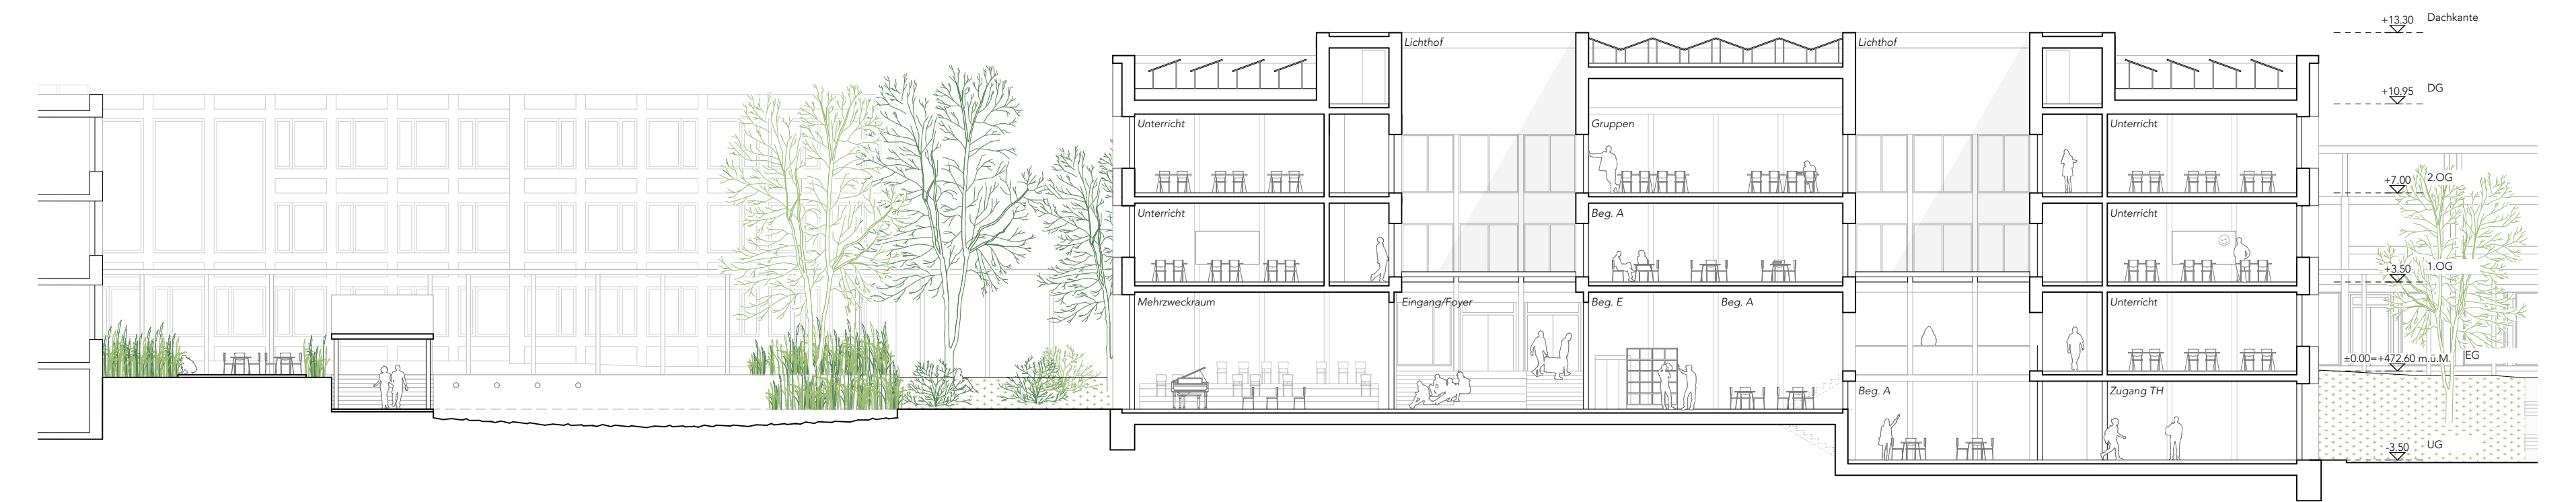 +13.30 Dachkante
Lichthof
Lichthof
+10.95 DG
Unterricht
Gruppen
Unterricht
+7.00 2.OG
Unterricht
Beg. A
Unterricht
+3.50 1.OG
Mehrzweckraum
Eingang/Foyer
Beg. E
Beg. A
Unterricht
±0.00=+472.60 m.ü.M. EG
Beg. A
Zugang TH
-3.50 UG